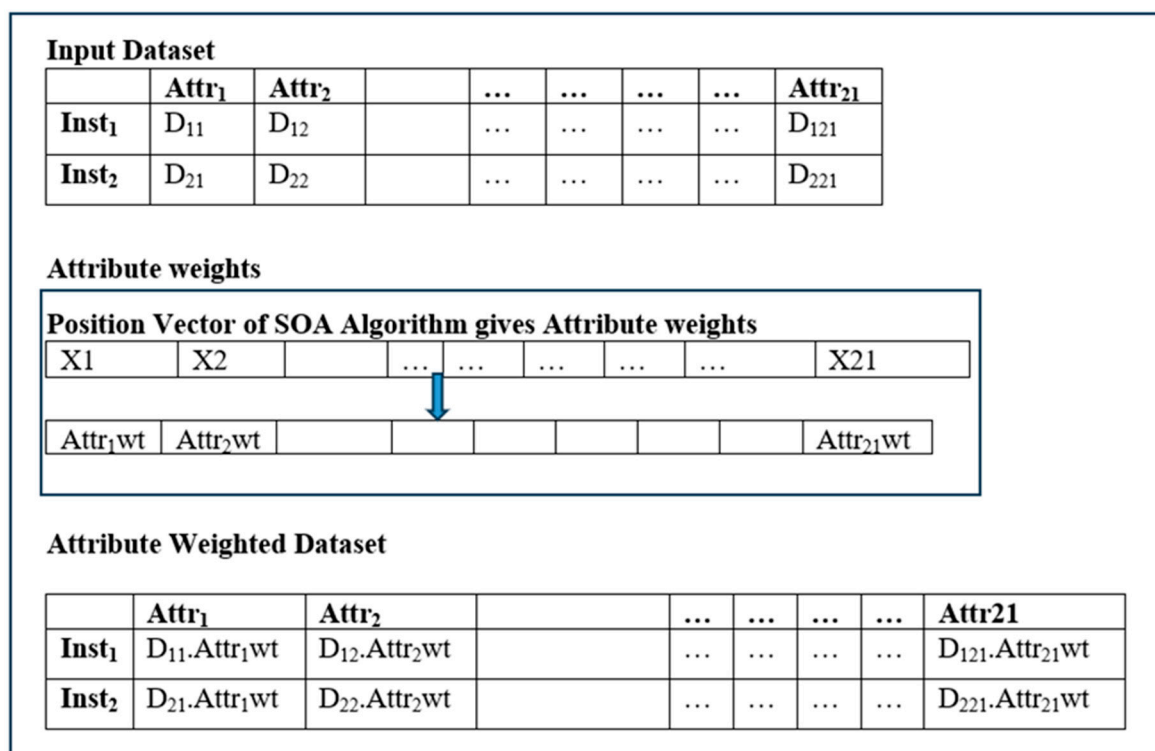 Input Dataset
Attr₁ Attr₂ ... ... ... ... Attr₂₁
Inst₁ D₁₁ D₁₂ ... ... ... ... D₁₂₁
Inst₂ D₂₁ D₂₂ ... ... ... ... D₂₂₁
Attribute weights
Position Vector of SOA Algorithm gives Attribute weights
X1 X2 ... ... ... ... ... X21
Attr₁wt Attr₂wt Attr₂₁wt
Attribute Weighted Dataset
Attr₁ Attr₂ ... ... ... ... Attr21
Inst₁ D₁₁.Attr₁wt D₁₂.Attr₂wt ... ... ... ... D₁₂₁.Attr₂₁wt
Inst₂ D₂₁.Attr₁wt D₂₂.Attr₂wt ... ... ... ... D₂₂₁.Attr₂₁wt